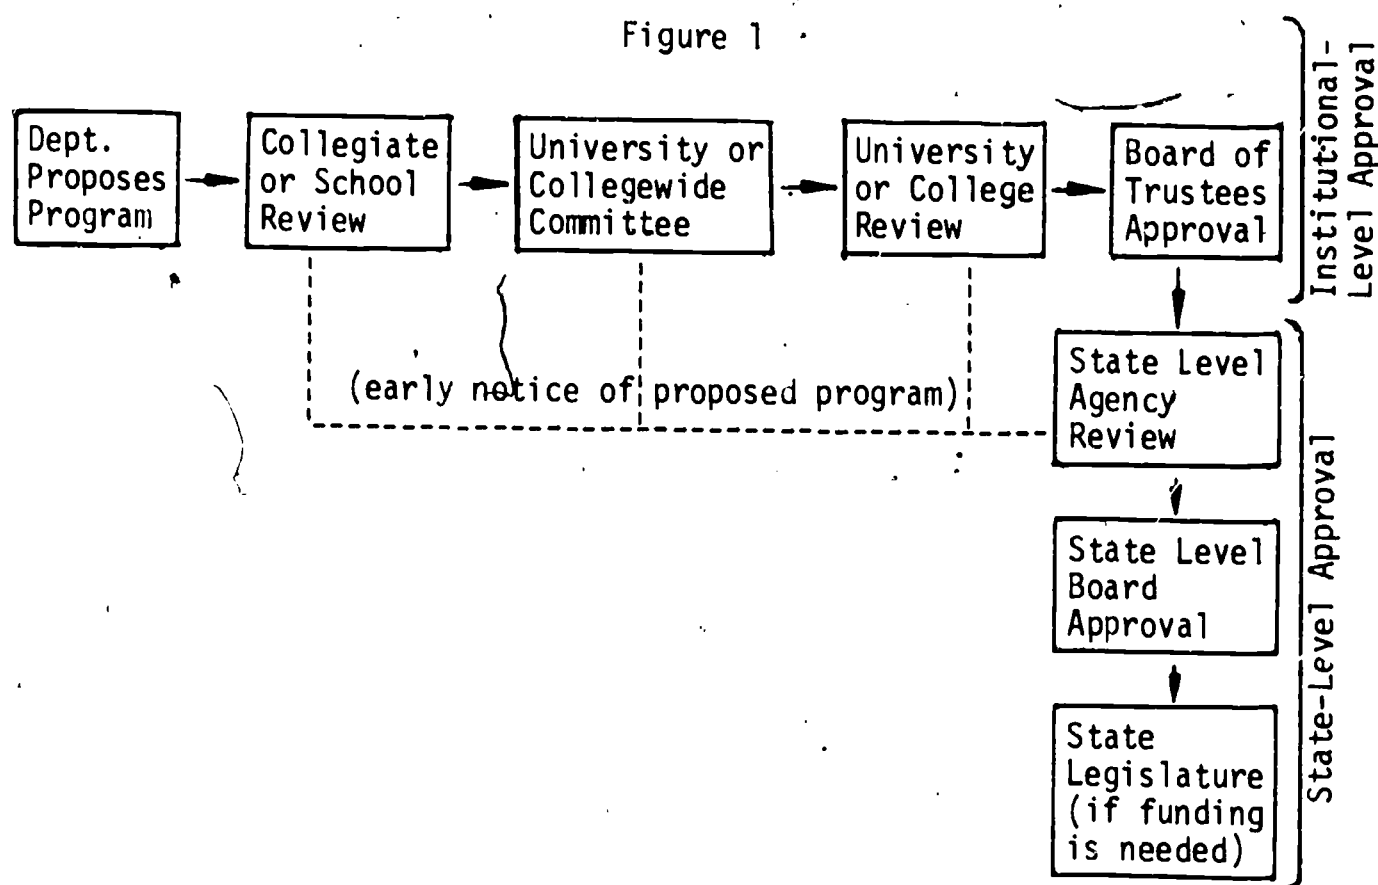 Figure 1
Dept.
Proposes
Program
Collegiate
or School
Review
University or
Collegewide
Committee
University
or College
Review
Board of
Trustees
Approval
Institutional-
Level Approval
(early notice of proposed program)
State Level
Agency
Review
State Level
Board
Approval
State
Legislature
(if funding
is needed)
State-Level Approval